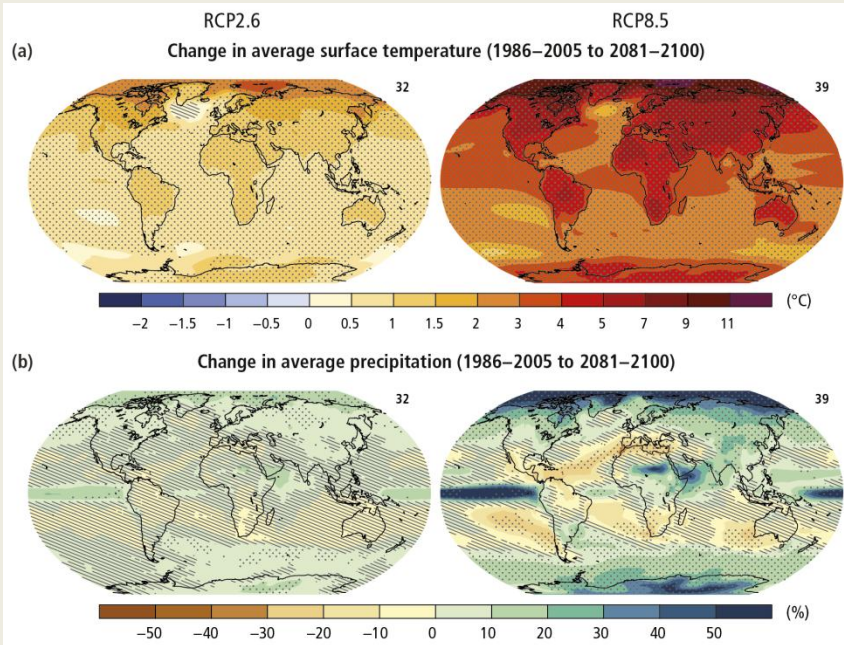 RCP2.6 RCP8.5
(a) Change in average surface temperature (1986–2005 to 2081–2100)
32 39
(°C)
−2 −1.5 −1 −0.5 0 0.5 1 1.5 2 3 4 5 7 9 11
(b) Change in average precipitation (1986–2005 to 2081–2100)
32 39
(%)
−50 −40 −30 −20 −10 0 10 20 30 40 50